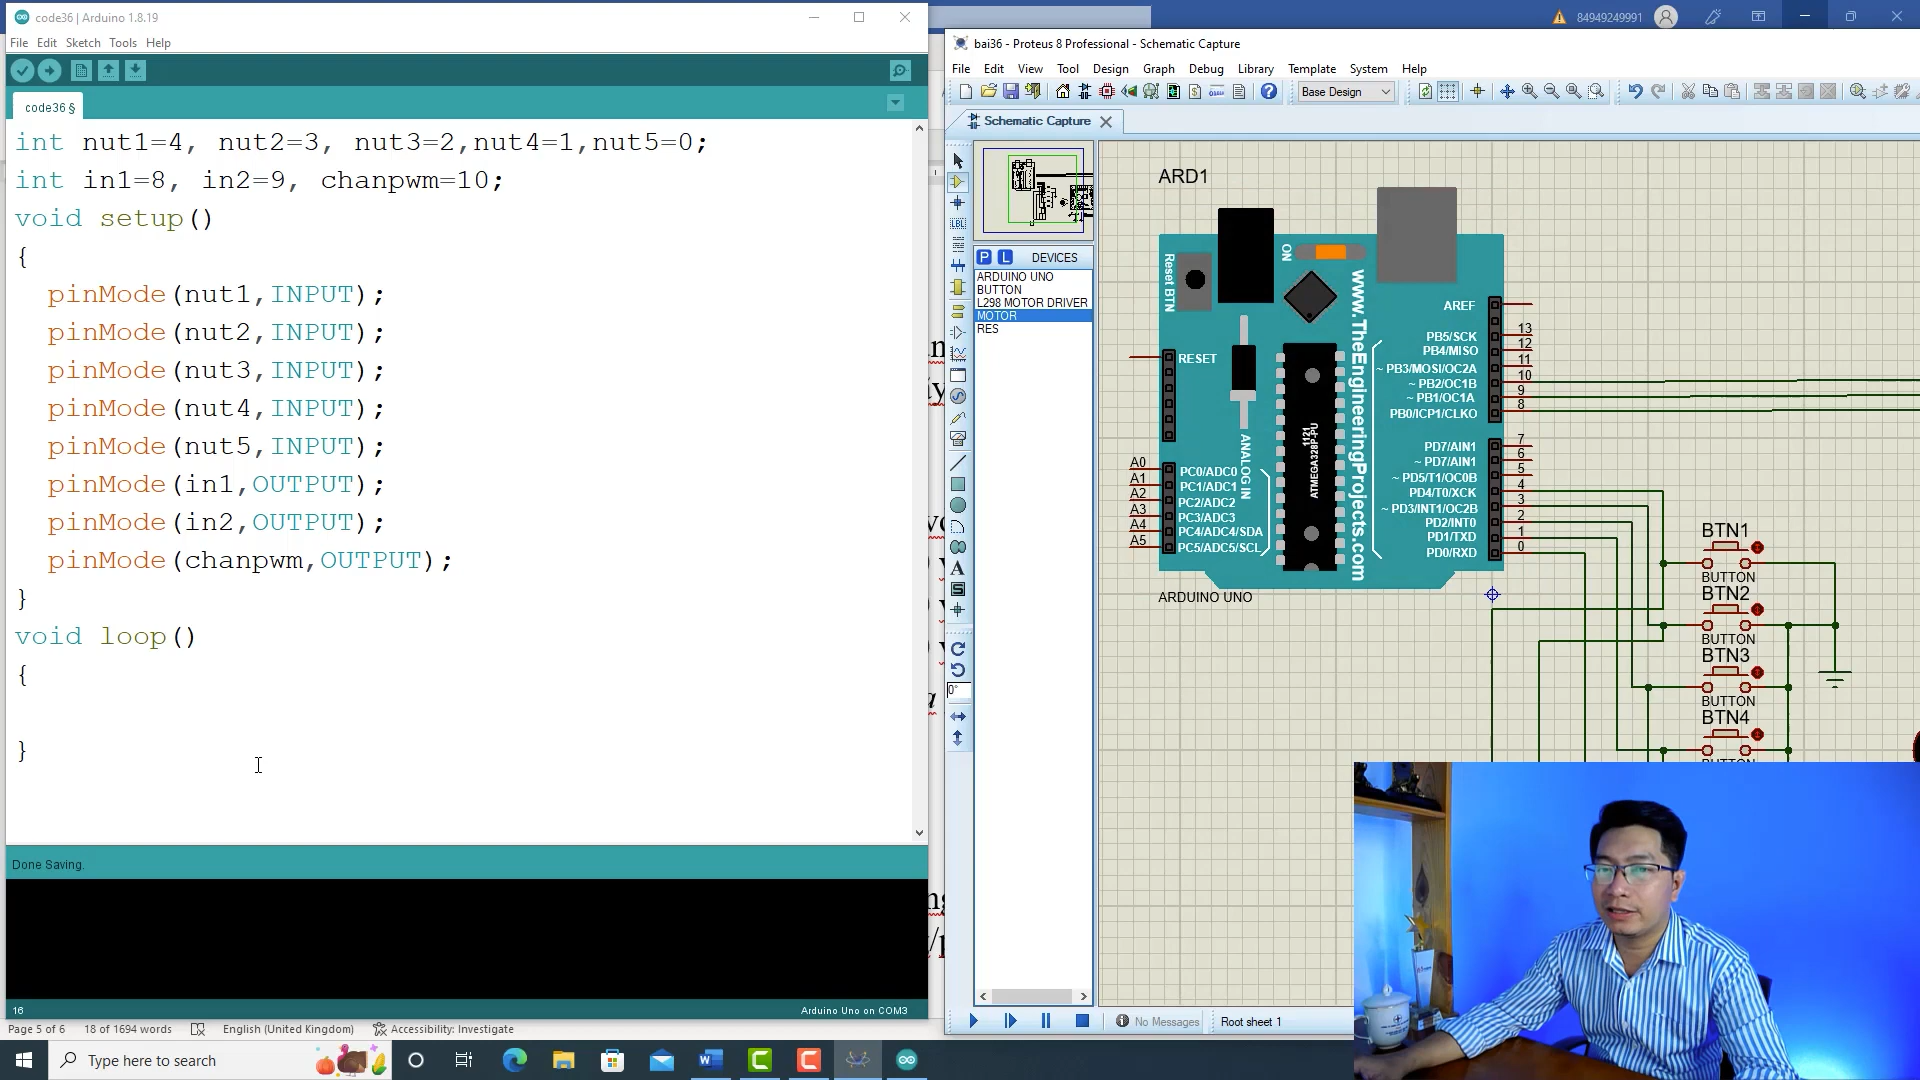 code36 | Arduino 1.8.19
File Edit Sketch Tools Help
code36 §
int nut1=4, nut2=3, nut3=2,nut4=1,nut5=0;
int in1=8, in2=9, chanpwm=10;
void setup()
{
pinMode(nut1,INPUT);
pinMode(nut2,INPUT);
pinMode(nut3,INPUT);
pinMode(nut4,INPUT);
pinMode(nut5,INPUT);
pinMode(in1,OUTPUT);
pinMode(in2,OUTPUT);
pinMode(chanpwm,OUTPUT);
}
void loop()
{
}
Done Saving.
16
Arduino Uno on COM3
Page 5 of 6 18 of 1694 words English (United Kingdom) Accessibility: Investigate
Type here to search
84949249991
bai36 - Proteus 8 Professional - Schematic Capture
File Edit View Tool Design Graph Debug Library Template System Help
Base Design
Schematic Capture
P L DEVICES
ARDUINO UNO
BUTTON
L298 MOTOR DRIVER
MOTOR
RES
LBL
A
S
0°
ARD1
Reset BTN
ON
www.TheEngineeringProjects.com
AREF
RESET
PB5/SCK 13
PB4/MISO 12
~ PB3/MOSI/OC2A 11
~ PB2/OC1B 10
~ PB1/OC1A 9
PB0/ICP1/CLKO 8
ANALOG IN
ATMEGA328P-PU
1121
PD7/AIN1 7
~ PD7/AIN1 6
~ PD5/T1/OC0B 5
PD4/T0/XCK 4
~ PD3/INT1/OC2B 3
PD2/INT0 2
PD1/TXD 1
PD0/RXD 0
A0 PC0/ADC0
A1 PC1/ADC1
A2 PC2/ADC2
A3 PC3/ADC3
A4 PC4/ADC4/SDA
A5 PC5/ADC5/SCL
ARDUINO UNO
BTN1
BUTTON
BTN2
BUTTON
BTN3
BUTTON
BTN4
No Messages
Root sheet 1